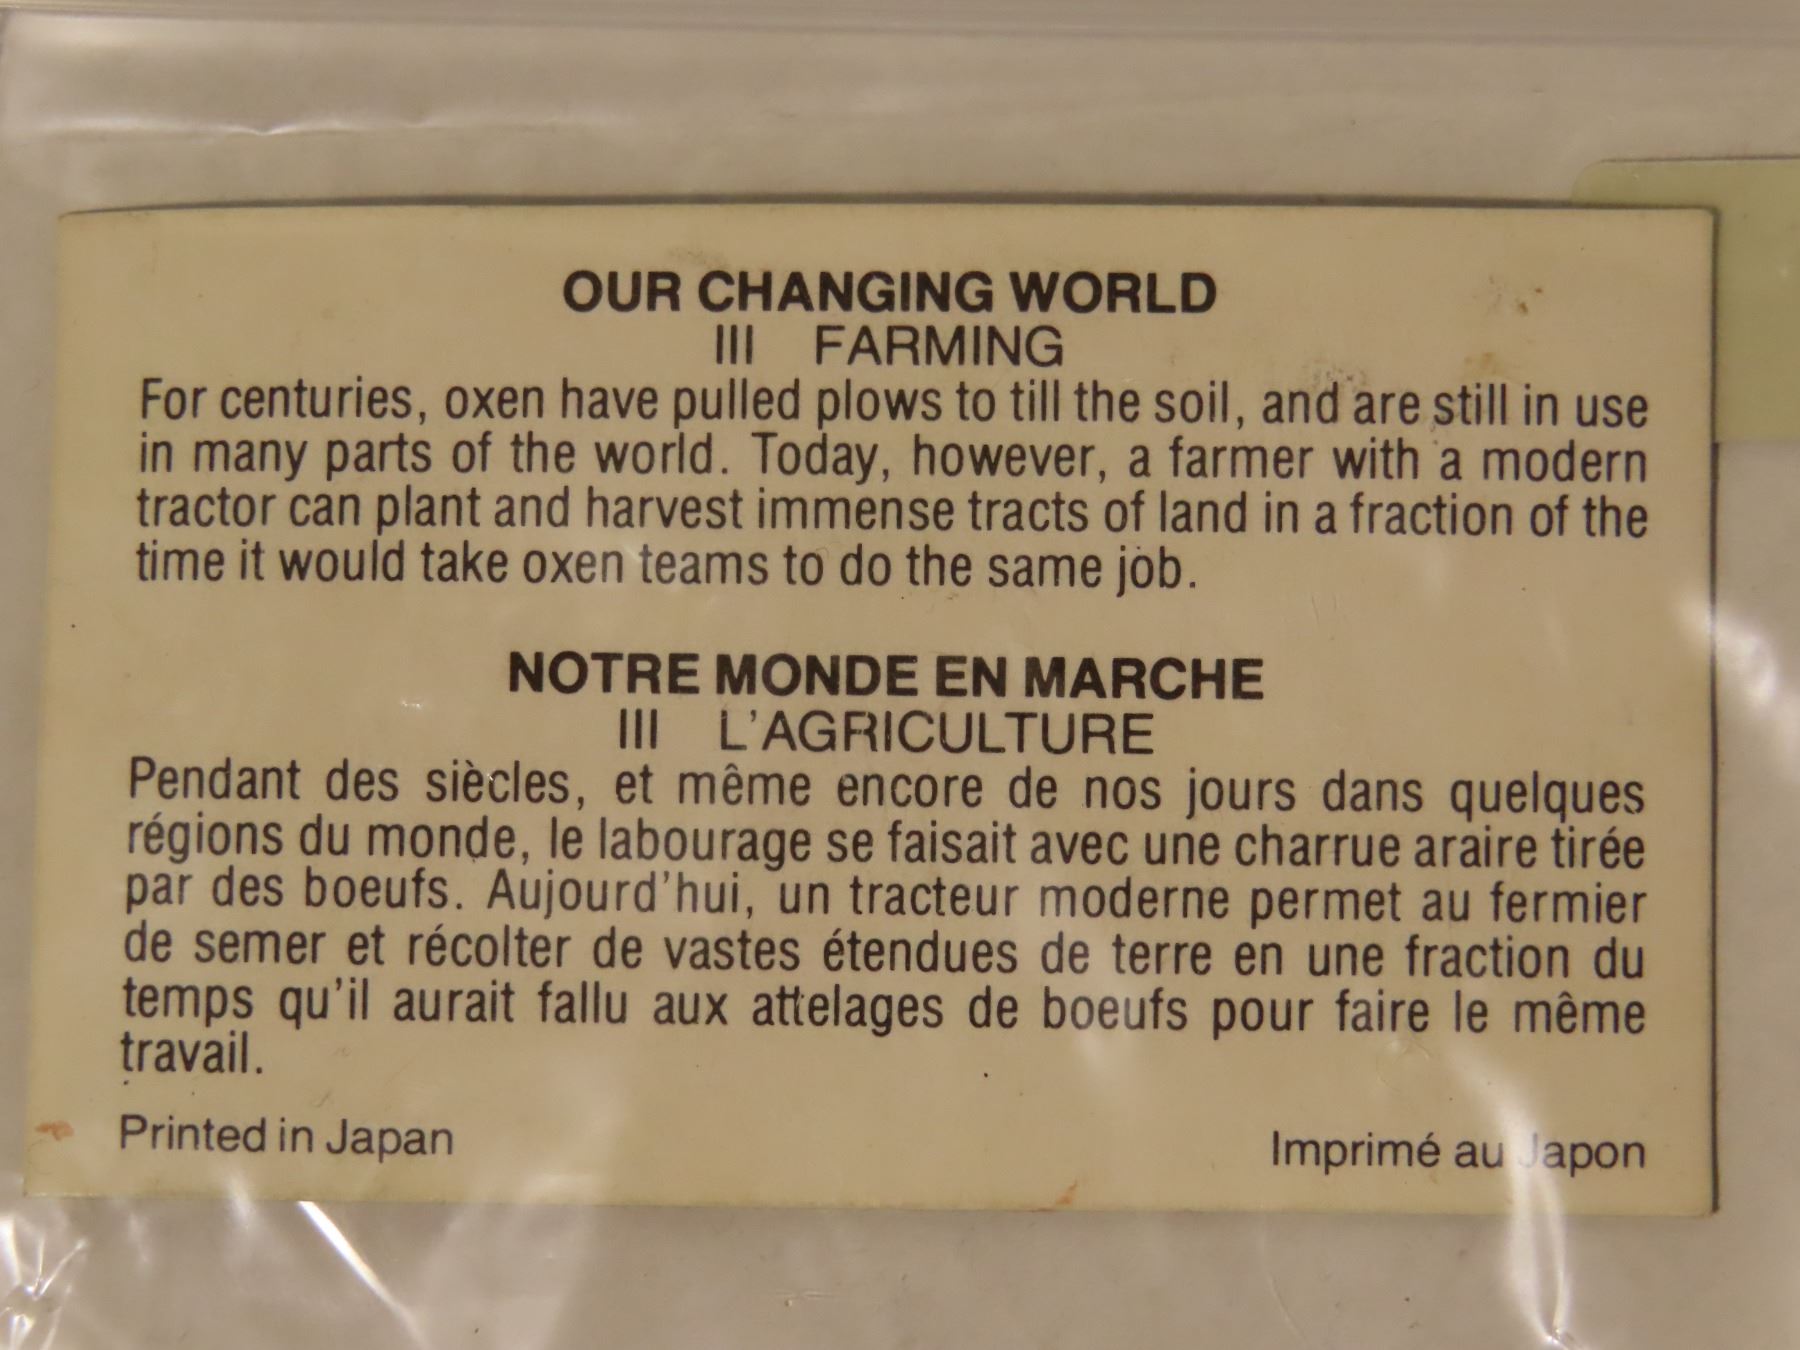 OUR CHANGING WORLD
III FARMING
For centuries, oxen have pulled plows to till the soil, and are still in use
in many parts of the world. Today, however, a farmer with a modern
tractor can plant and harvest immense tracts of land in a fraction of the
time it would take oxen teams to do the same job.
NOTRE MONDE EN MARCHE
III L'AGRICULTURE
Pendant des siècles, et même encore de nos jours dans quelques
régions du monde, le labourage se faisait avec une charrue araire tirée
par des boeufs. Aujourd'hui, un tracteur moderne permet au fermier
de semer et récolter de vastes étendues de terre en une fraction du
temps qu'il aurait fallu aux attelages de boeufs pour faire le même
travail.
Printed in Japan
Imprimé au Japon